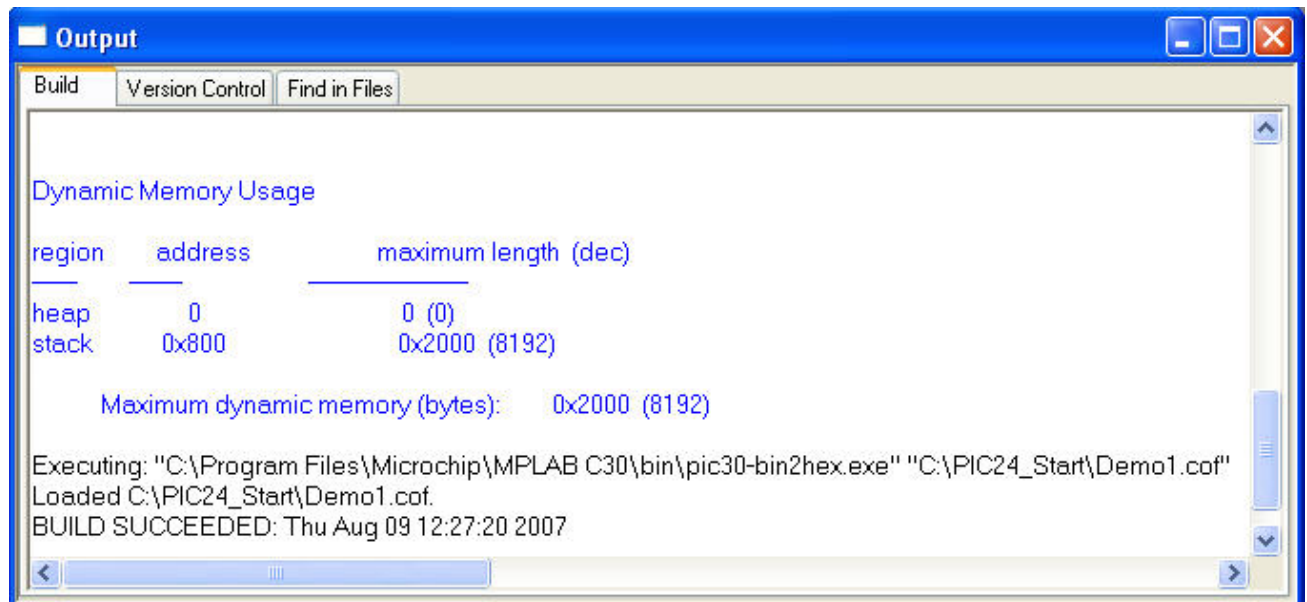 Output
Build Version Control Find in Files
Dynamic Memory Usage
region address maximum length (dec)
heap 0 0 (0)
stack 0x800 0x2000 (8192)
Maximum dynamic memory (bytes): 0x2000 (8192)
Executing: "C:\Program Files\Microchip\MPLAB C30\bin\pic30-bin2hex.exe" "C:\PIC24_Start\Demo1.cof"
Loaded C:\PIC24_Start\Demo1.cof.
BUILD SUCCEEDED: Thu Aug 09 12:27:20 2007